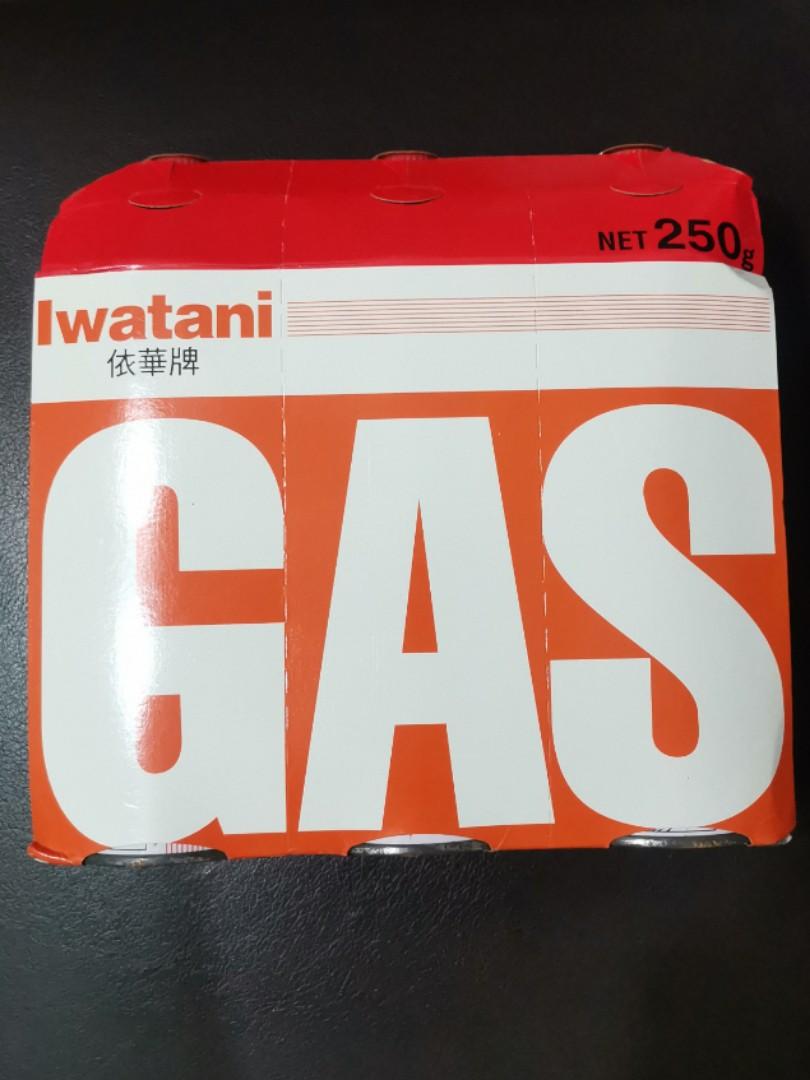 NET 250g
Iwatani
依華牌
GAS